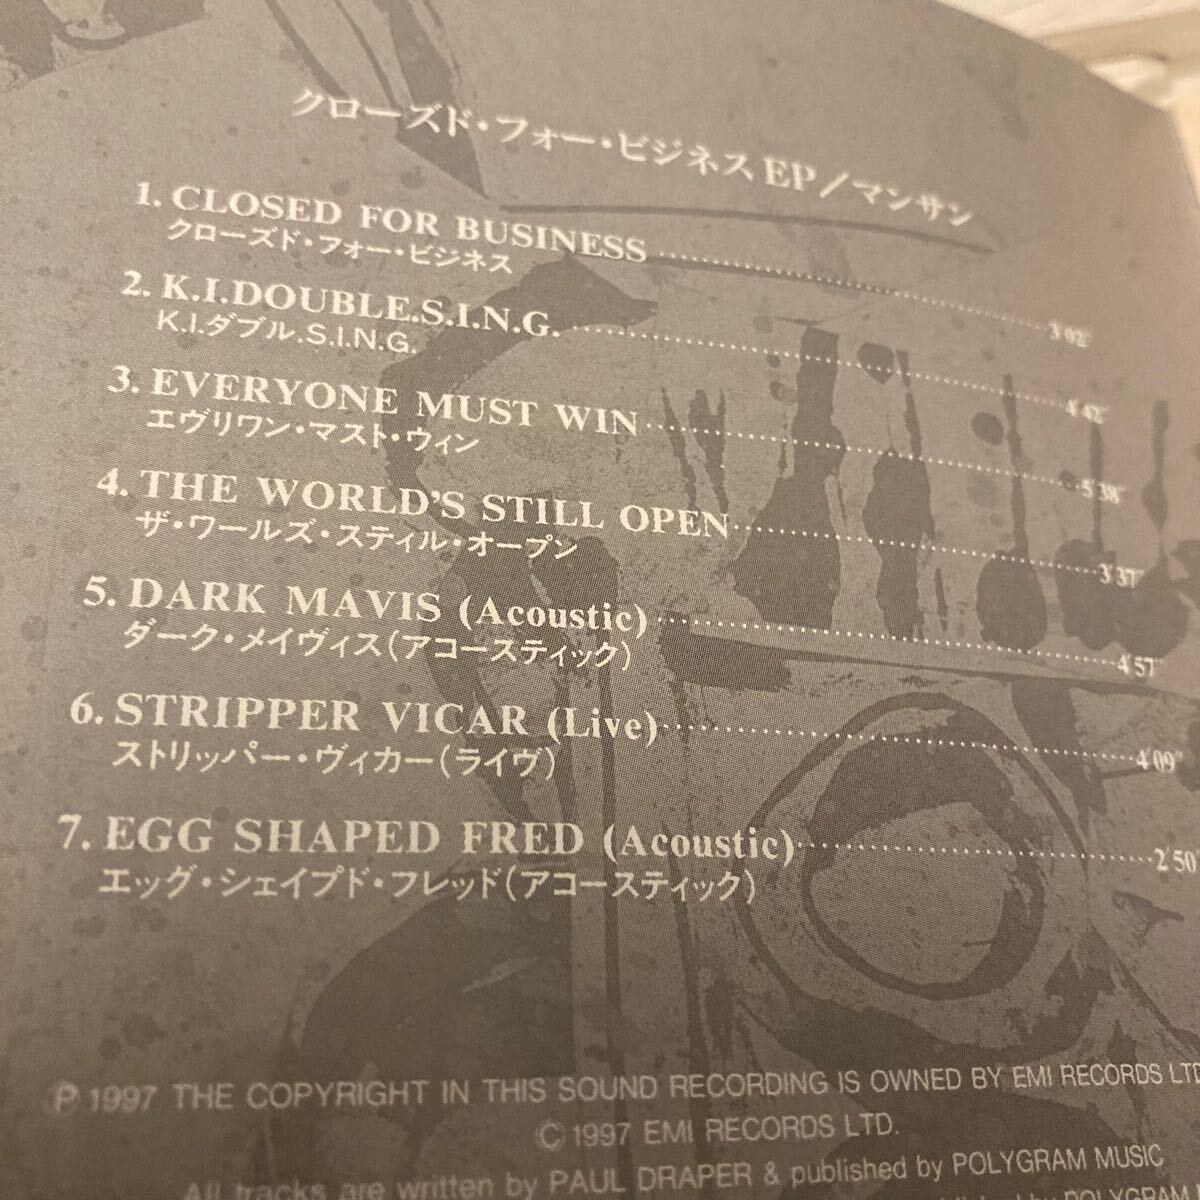 クローズド・フォー・ビジネス EP／マンサン
1. CLOSED FOR BUSINESS 3'02"
クローズド・フォー・ビジネス
2. K.I.DOUBLE.S.I.N.G. 4'42"
K.I.ダブル.S.I.N.G.
3. EVERYONE MUST WIN 5'38"
エヴリワン・マスト・ウィン
4. THE WORLD'S STILL OPEN 3'37"
ザ・ワールズ・スティル・オープン
5. DARK MAVIS (Acoustic) 4'57"
ダーク・メイヴィス(アコースティック)
6. STRIPPER VICAR (Live) 4'09"
ストリッパー・ヴィカー(ライヴ)
7. EGG SHAPED FRED (Acoustic) 2'50"
エッグ・シェイプド・フレッド(アコースティック)
℗ 1997 THE COPYRIGHT IN THIS SOUND RECORDING IS OWNED BY EMI RECORDS LTD
© 1997 EMI RECORDS LTD.
All tracks are written by PAUL DRAPER & published by POLYGRAM MUSIC
POLYGRAM